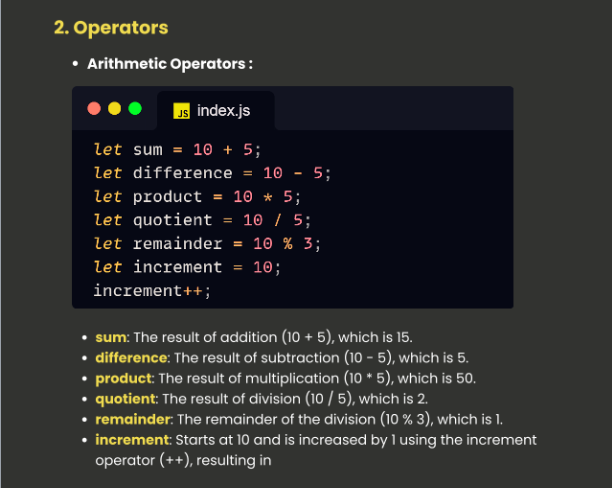 2. Operators
• Arithmetic Operators :
JS index.js
let sum = 10 + 5;
let difference = 10 - 5;
let product = 10 * 5;
let quotient = 10 / 5;
let remainder = 10 % 3;
let increment = 10;
increment++;
• sum: The result of addition (10 + 5), which is 15.
• difference: The result of subtraction (10 - 5), which is 5.
• product: The result of multiplication (10 * 5), which is 50.
• quotient: The result of division (10 / 5), which is 2.
• remainder: The remainder of the division (10 % 3), which is 1.
• increment: Starts at 10 and is increased by 1 using the increment
operator (++), resulting in